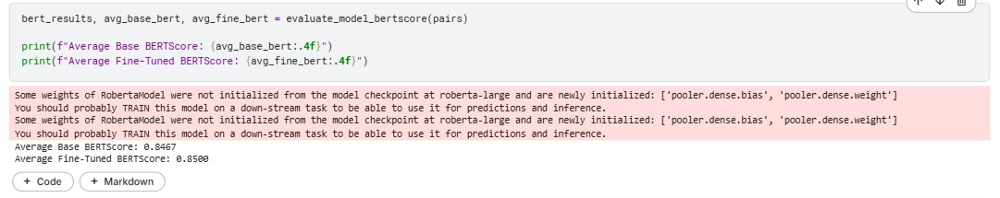 bert_results, avg_base_bert, avg_fine_bert = evaluate_model_bertscore(pairs)
print(f"Average Base BERTScore: {avg_base_bert:.4f}")
print(f"Average Fine-Tuned BERTScore: {avg_fine_bert:.4f}")
Some weights of RobertaModel were not initialized from the model checkpoint at roberta-large and are newly initialized: ['pooler.dense.bias', 'pooler.dense.weight']
You should probably TRAIN this model on a down-stream task to be able to use it for predictions and inference.
Some weights of RobertaModel were not initialized from the model checkpoint at roberta-large and are newly initialized: ['pooler.dense.bias', 'pooler.dense.weight']
You should probably TRAIN this model on a down-stream task to be able to use it for predictions and inference.
Average Base BERTScore: 0.8467
Average Fine-Tuned BERTScore: 0.8500
+ Code + Markdown